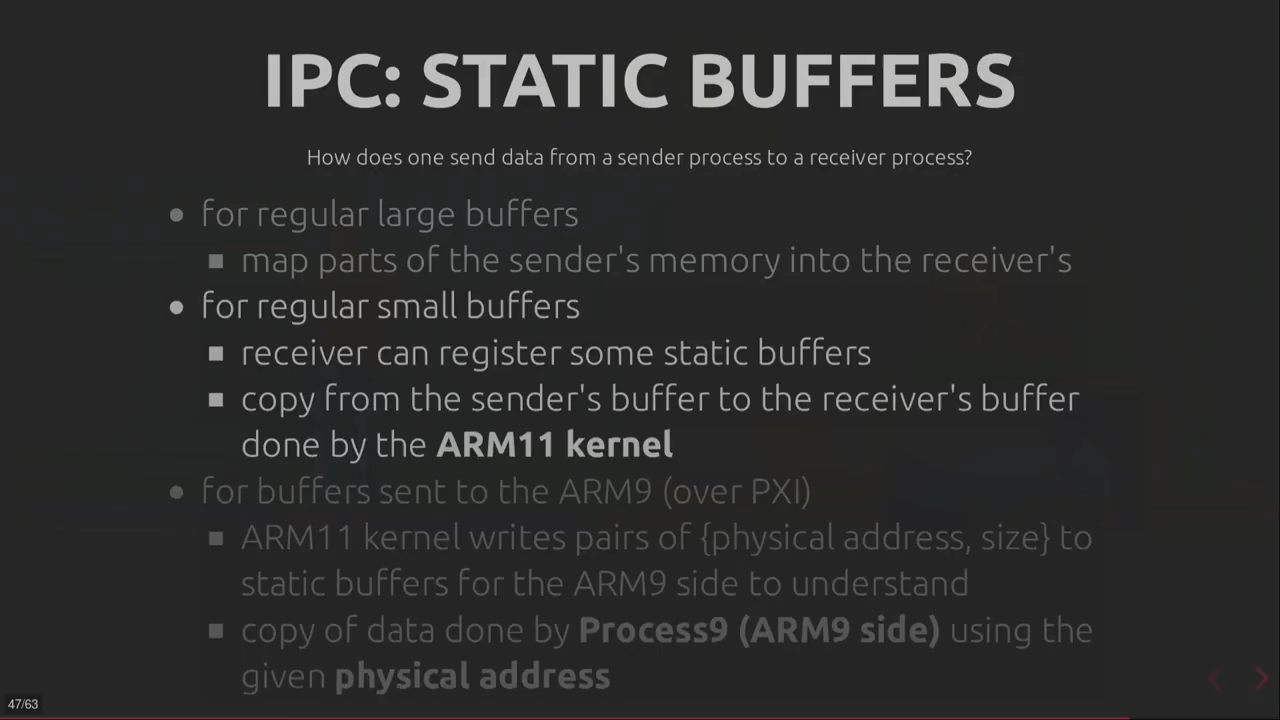 IPC: STATIC BUFFERS
How does one send data from a sender process to a receiver process?
for regular large buffers
map parts of the sender's memory into the receiver's
for regular small buffers
receiver can register some static buffers
copy from the sender's buffer to the receiver's buffer
done by the ARM11 kernel
for buffers sent to the ARM9 (over PXI)
ARM11 kernel writes pairs of {physical address, size} to
static buffers for the ARM9 side to understand
copy of data done by Process9 (ARM9 side) using the
given physical address
47/63